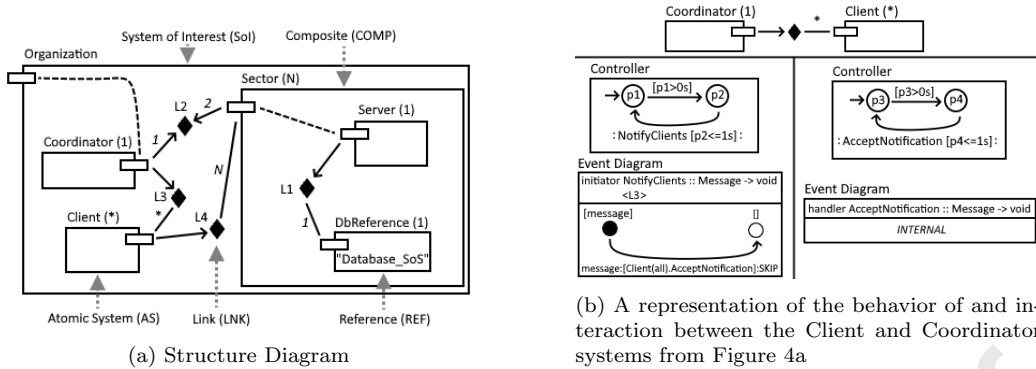 System of Interest (SoI)
Composite (COMP)
Organization
Sector (N)
L2
2
Server (1)
Coordinator (1)
1
N
L1
L3
Client (*)
*
L4
1
DbReference (1)
"Database_SoS"
Atomic System (AS)
Link (LNK)
Reference (REF)
(a) Structure Diagram
Coordinator (1)
*
Client (*)
Controller
p1
[p1>0s]
p2
:NotifyClients [p2<=1s]:
Event Diagram
initiator NotifyClients :: Message -> void
<L3>
[message]
[]
message:[Client(all).AcceptNotification]:SKIP
Controller
p3
[p3>0s]
p4
:AcceptNotification [p4<=1s]:
Event Diagram
handler AcceptNotification :: Message -> void
INTERNAL
(b) A representation of the behavior of and in-
teraction between the Client and Coordinator
systems from Figure 4a